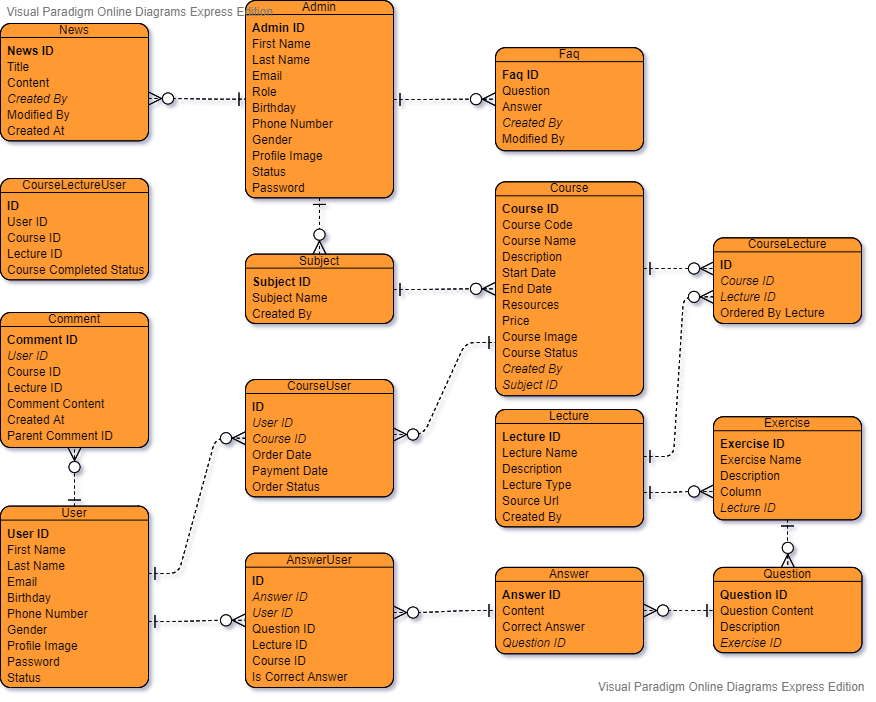 Visual Paradigm Online Diagrams Express Edition
News
News ID
Title
Content
Created By
Modified By
Created At
Admin
Admin ID
First Name
Last Name
Email
Role
Birthday
Phone Number
Gender
Profile Image
Status
Password
Faq
Faq ID
Question
Answer
Created By
Modified By
CourseLectureUser
ID
User ID
Course ID
Lecture ID
Course Completed Status
Subject
Subject ID
Subject Name
Created By
Course
Course ID
Course Code
Course Name
Description
Start Date
End Date
Resources
Price
Course Image
Course Status
Created By
Subject ID
CourseLecture
ID
Course ID
Lecture ID
Ordered By Lecture
Comment
Comment ID
User ID
Course ID
Lecture ID
Comment Content
Created At
Parent Comment ID
CourseUser
ID
User ID
Course ID
Order Date
Payment Date
Order Status
Lecture
Lecture ID
Lecture Name
Description
Lecture Type
Source Url
Created By
Exercise
Exercise ID
Exercise Name
Description
Column
Lecture ID
User
User ID
First Name
Last Name
Email
Birthday
Phone Number
Gender
Profile Image
Password
Status
AnswerUser
ID
Answer ID
User ID
Question ID
Lecture ID
Course ID
Is Correct Answer
Answer
Answer ID
Content
Correct Answer
Question ID
Question
Question ID
Question Content
Description
Exercise ID
Visual Paradigm Online Diagrams Express Edition